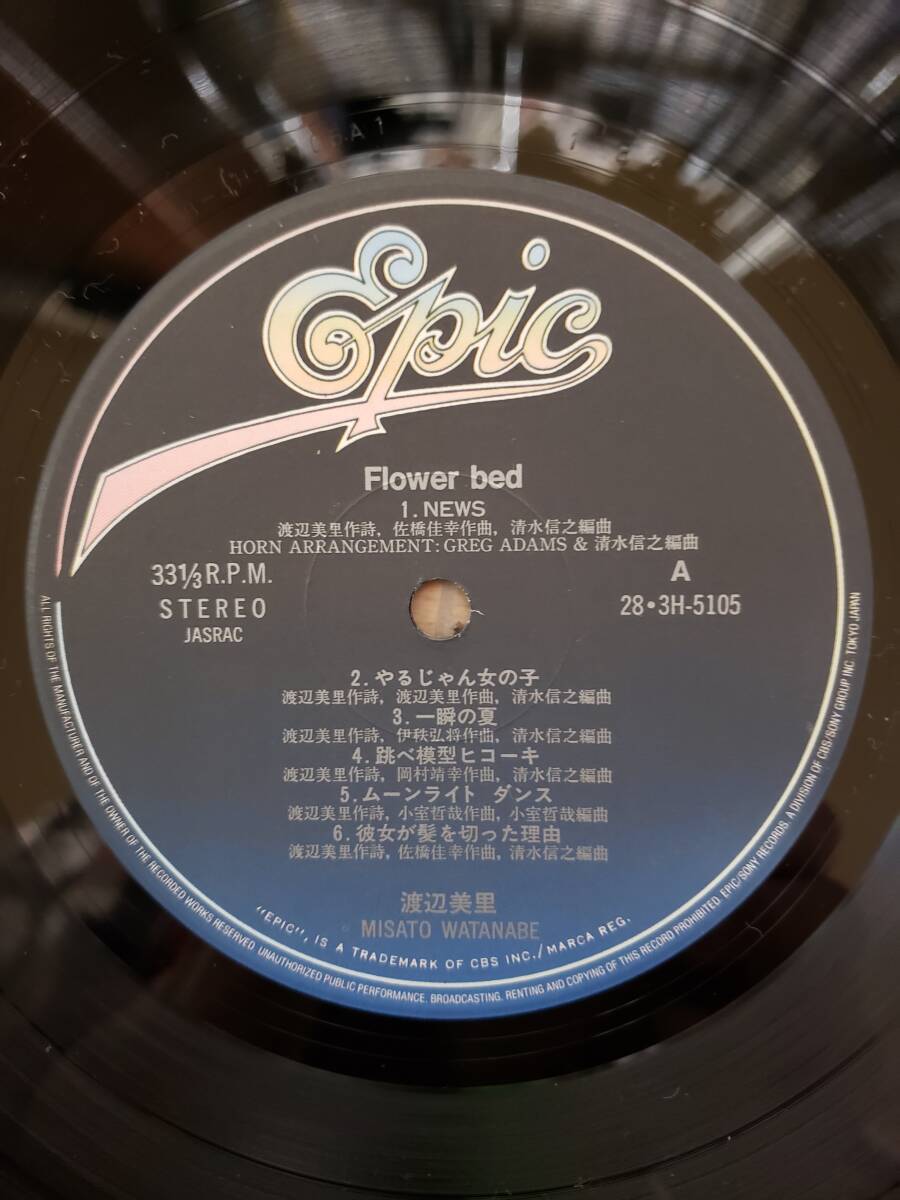 Epic
Flower bed
1. NEWS
渡辺美里作詩, 佐橋佳幸作曲, 清水信之編曲
HORN ARRANGEMENT: GREG ADAMS & 清水信之編曲
33⅓ R.P.M.
STEREO
JASRAC
A
28•3H-5105
2. やるじゃん女の子
渡辺美里作詩, 渡辺美里作曲, 清水信之編曲
3. 一瞬の夏
渡辺美里作詩, 伊秩弘将作曲, 清水信之編曲
4. 跳べ模型ヒコーキ
渡辺美里作詩, 岡村靖幸作曲, 清水信之編曲
5. ムーンライト ダンス
渡辺美里作詩, 小室哲哉作曲, 小室哲哉編曲
6. 彼女が髪を切った理由
渡辺美里作詩, 佐橋佳幸作曲, 清水信之編曲
渡辺美里
MISATO WATANABE
"EPIC", IS A TRADEMARK OF CBS INC./MARCA REG.
ALL RIGHTS OF THE MANUFACTURER AND OF THE OWNER OF THE RECORDED WORKS RESERVED. UNAUTHORIZED PUBLIC PERFORMANCE. BROADCASTING. RENTING AND COPYING OF THIS RECORD PROHIBITED. EPIC/SONY RECORDS. A DIVISION OF CBS/SONY GROUP INC. TOKYO JAPAN